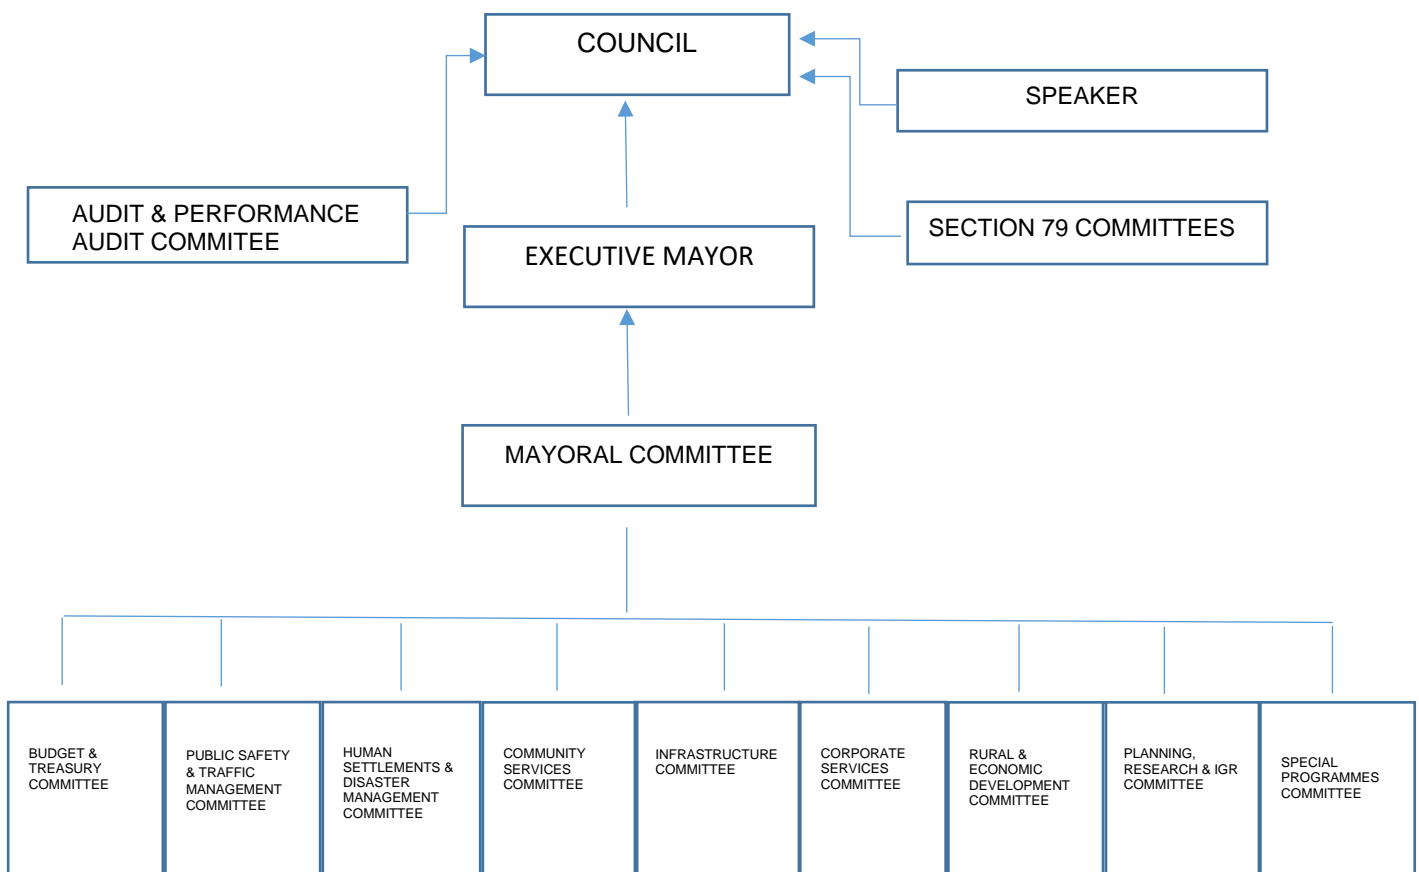 COUNCIL
SPEAKER
AUDIT & PERFORMANCE
AUDIT COMMITEE
SECTION 79 COMMITTEES
EXECUTIVE MAYOR
MAYORAL COMMITTEE
BUDGET &
TREASURY
COMMITTEE
PUBLIC SAFETY
& TRAFFIC
MANAGEMENT
COMMITTEE
HUMAN
SETTLEMENTS &
DISASTER
MANAGEMENT
COMMITTEE
COMMUNITY
SERVICES
COMMITTEE
INFRASTRUCTURE
COMMITTEE
CORPORATE
SERVICES
COMMITTEE
RURAL &
ECONOMIC
DEVELOPMENT
COMMITTEE
PLANNING,
RESEARCH & IGR
COMMITTEE
SPECIAL
PROGRAMMES
COMMITTEE